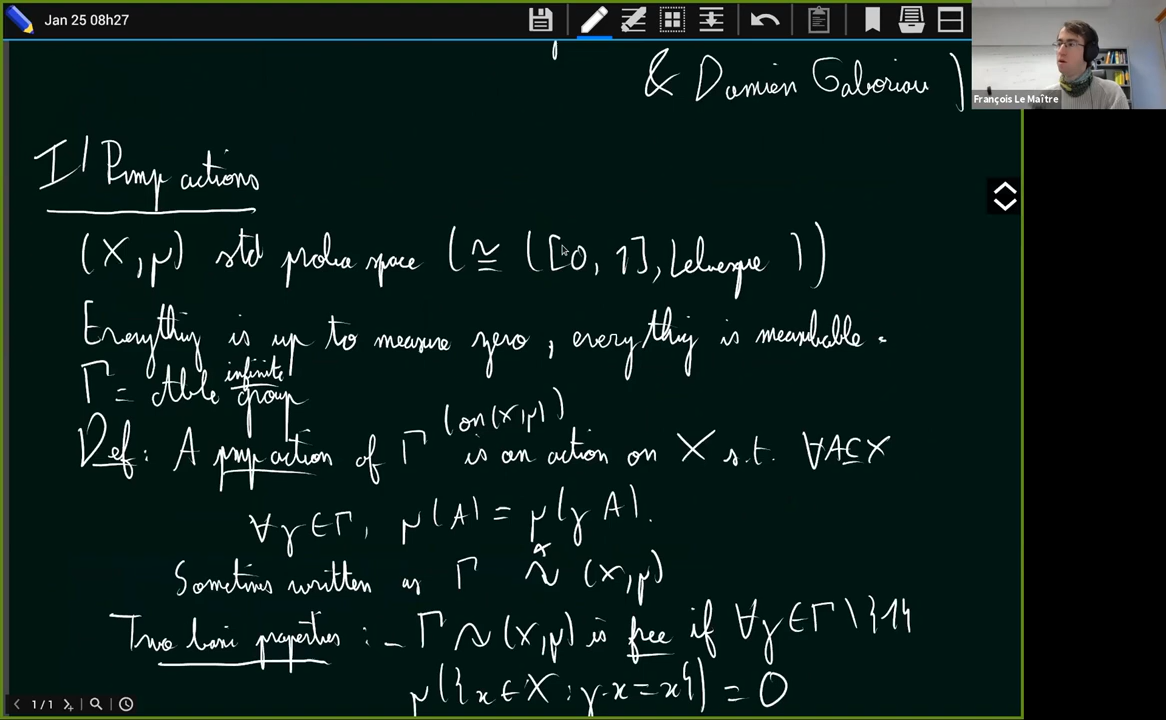 Jan 25 08h27
François Le Maître
& Damien Gaboriau )
I/ Pmp actions
(X, μ) std proba space (≅ ([0, 1], Lebesgue))
Everything is up to measure zero, everything is measurable.
Γ = ctble infinite group
Def: A pmp action of Γ (on (X, μ)) is an action on X s.t. ∀A⊆X
∀γ∈Γ, μ(A) = μ(γA).
Sometimes written as Γ ↷^α (X, μ)
Two basic properties: - Γ ↷ (X, μ) is free if ∀γ∈Γ\{1}
μ({x∈X : γ·x = x}) = 0
1/1